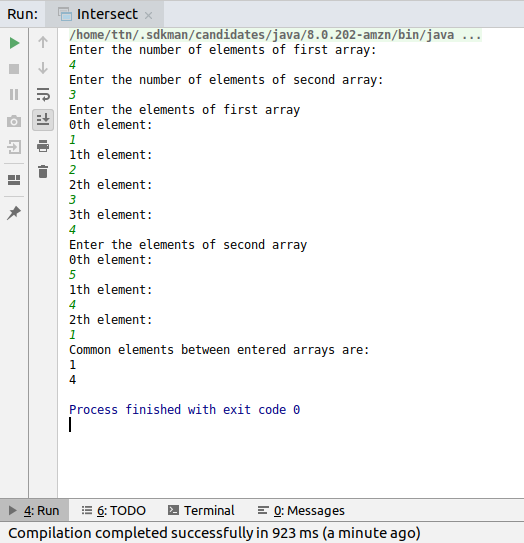 Run: Intersect
/home/ttn/.sdkman/candidates/java/8.0.202-amzn/bin/java ...
Enter the number of elements of first array:
4
Enter the number of elements of second array:
3
Enter the elements of first array
0th element:
1
1th element:
2
2th element:
3
3th element:
4
Enter the elements of second array
0th element:
5
1th element:
4
2th element:
1
Common elements between entered arrays are:
1
4
Process finished with exit code 0
4: Run 6: TODO Terminal 0: Messages
Compilation completed successfully in 923 ms (a minute ago)